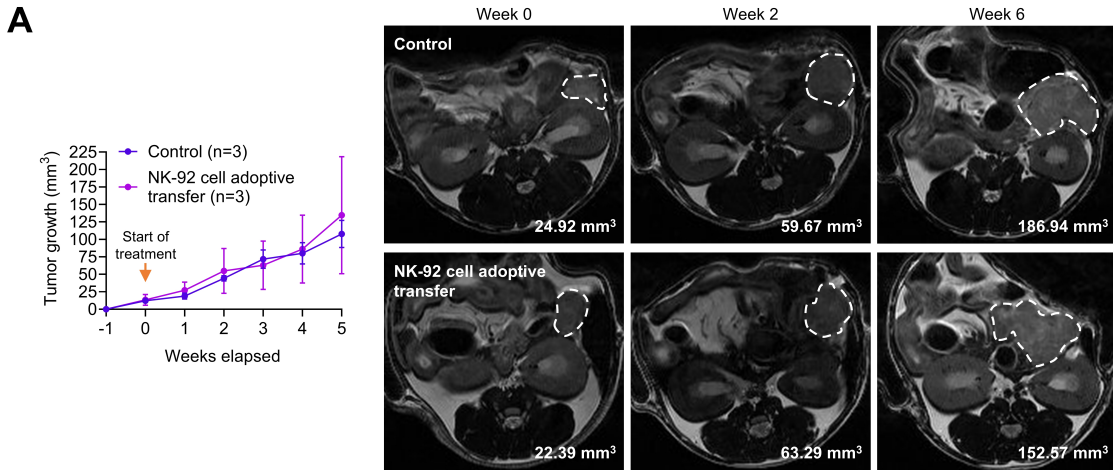 A
Week 0
Week 2
Week 6
Control
24.92 mm³
59.67 mm³
186.94 mm³
NK-92 cell adoptive
transfer
22.39 mm³
63.29 mm³
152.57 mm³
Tumor growth (mm³)
225
200
175
150
125
100
75
50
25
0
Control (n=3)
NK-92 cell adoptive
transfer (n=3)
Start of
treatment
-1 0 1 2 3 4 5
Weeks elapsed